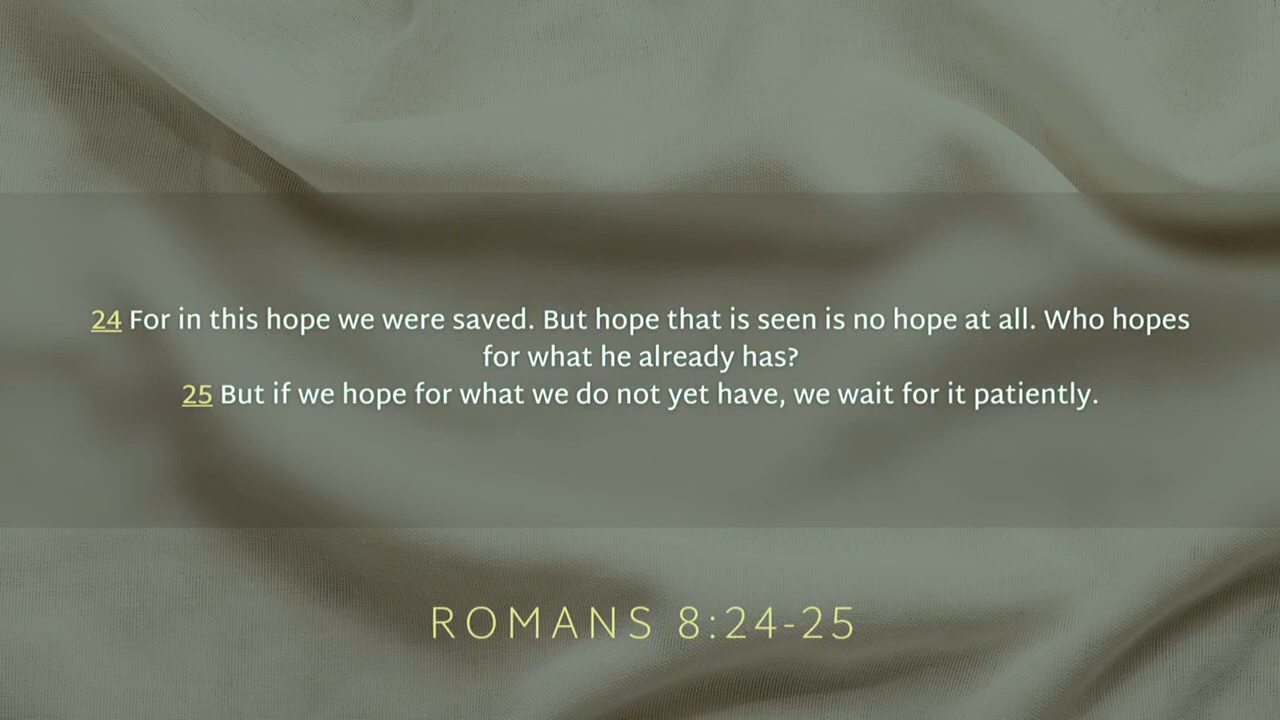 24 For in this hope we were saved. But hope that is seen is no hope at all. Who hopes
for what he already has?
25 But if we hope for what we do not yet have, we wait for it patiently.
ROMANS 8:24-25